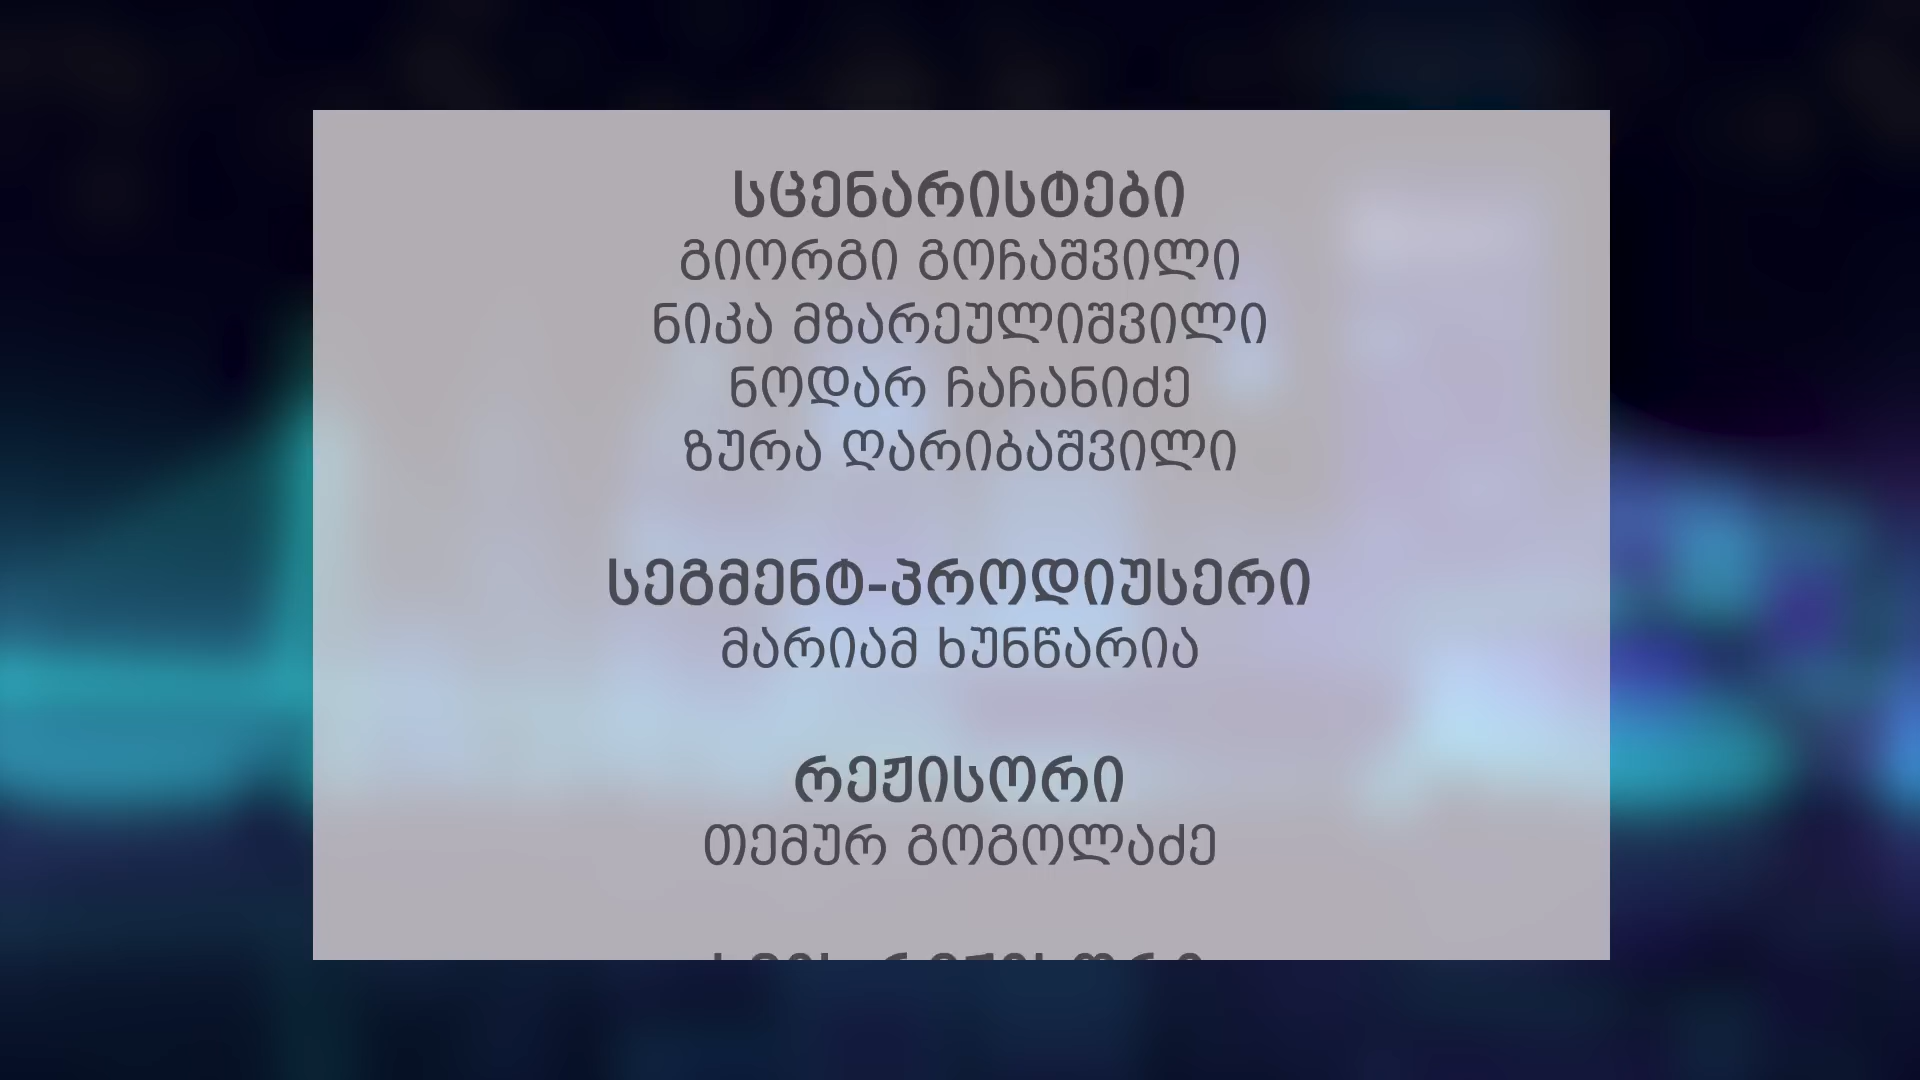 სცენარისტები
გიორგი გოჩაშვილი
ნიკა მზარეულიშვილი
ნოდარ ჩაჩანიძე
ზურა ღარიბაშვილი
სეგმენტ-პროდიუსერი
მარიამ ხუნწარია
რეჟისორი
თემურ გოგოლაძე